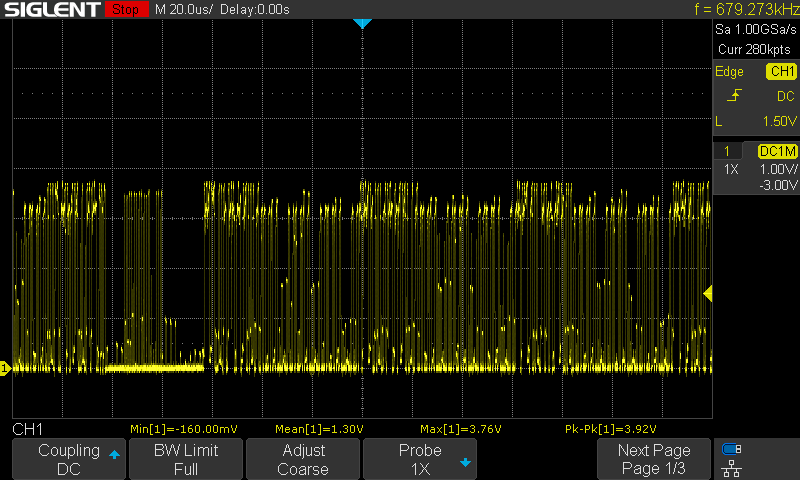 SIGLENT Stop M 20.0us/ Delay:0.00s f = 679.273kHz
Sa 1.00GSa/s
Curr 280kpts
Edge CH1
DC
L 1.50V
1 DC1M
1X 1.00V/
-3.00V
1
CH1 Min[1]=-160.00mV Mean[1]=1.30V Max[1]=3.76V Pk-Pk[1]=3.92V
Coupling BW Limit Adjust Probe Next Page
DC Full Coarse 1X Page 1/3